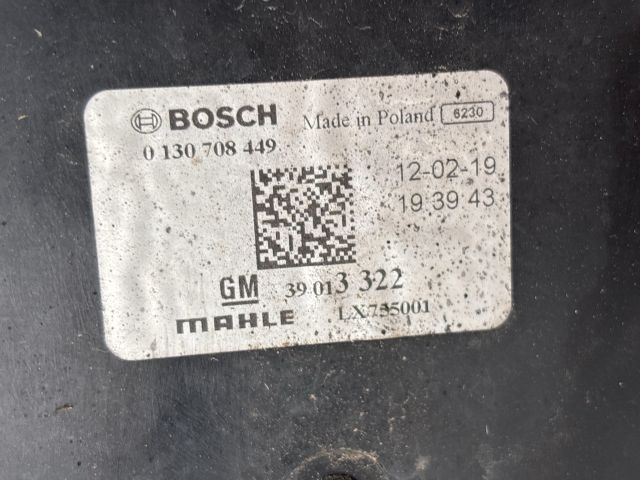 BOSCH Made in Poland 6230
0 130 708 449
12-02-19
19 39 43
GM 39 013 322
MAHLE LX755001